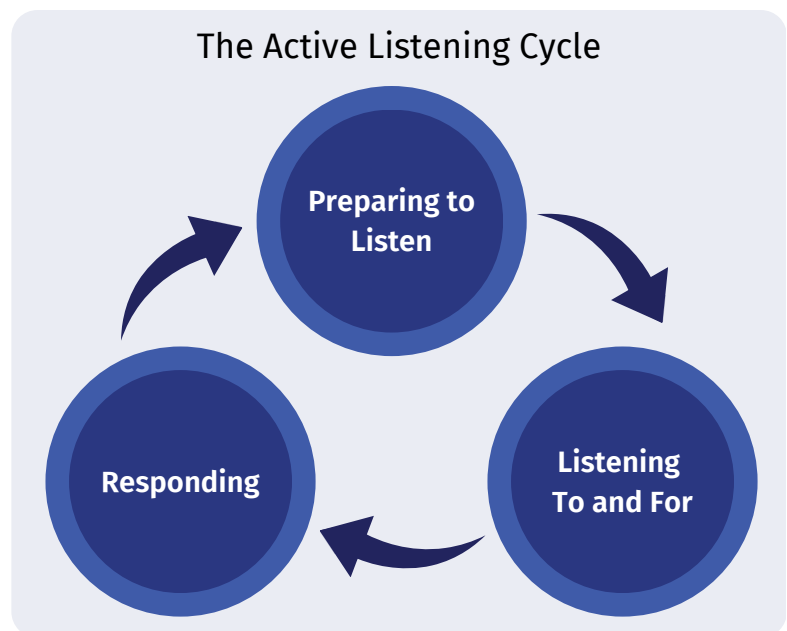 The Active Listening Cycle
Preparing to
Listen
Listening
To and For
Responding